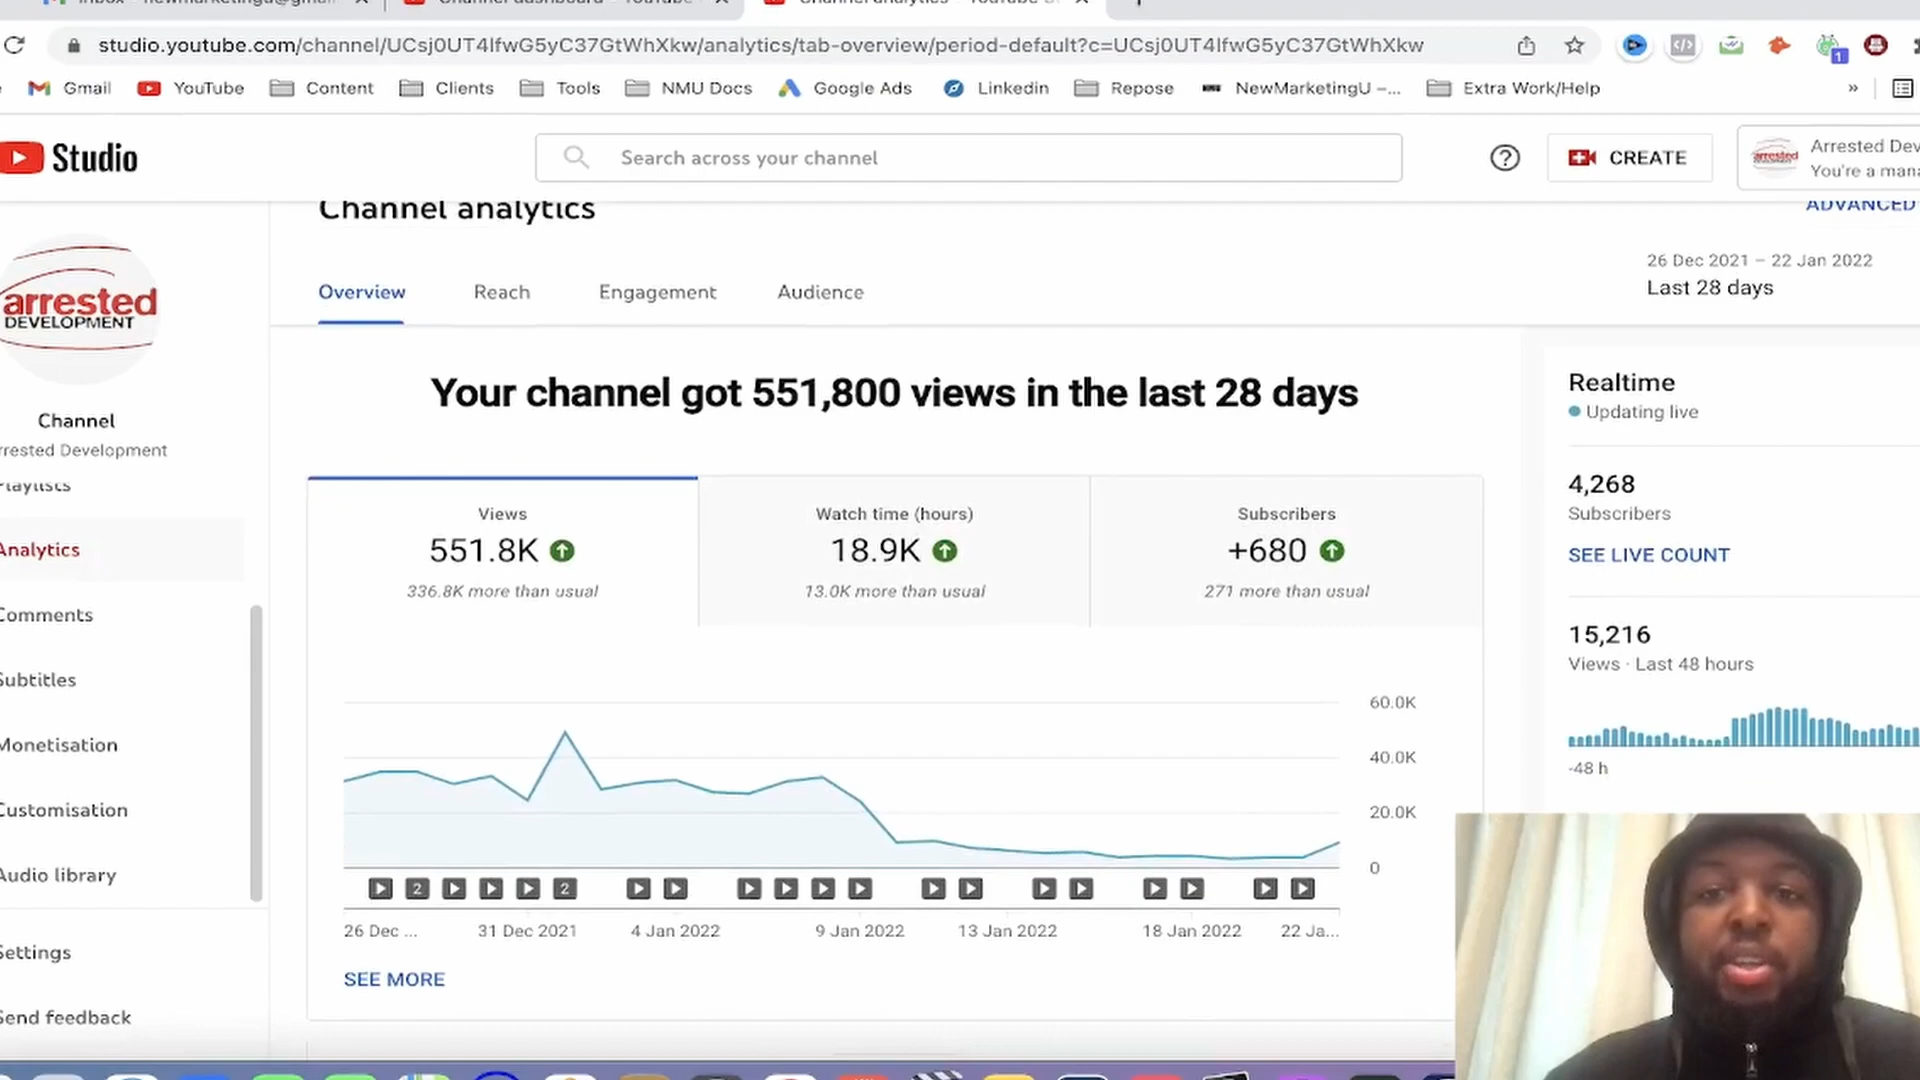 studio.youtube.com/channel/UCsj0UT4lfwG5yC37GtWhXkw/analytics/tab-overview/period-default?c=UCsj0UT4lfwG5yC37GtWhXkw
1
Gmail YouTube Content Clients Tools NMU Docs Google Ads Linkedin Repose NewMarketingU –... Extra Work/Help »
Studio
Search across your channel
CREATE
arrested
Arrested Dev
You're a mana
Channel analytics
ADVANCED
Overview Reach Engagement Audience
26 Dec 2021 – 22 Jan 2022
Last 28 days
arrested
DEVELOPMENT
Channel
rrested Development
Playlists
Analytics
Comments
Subtitles
Monetisation
Customisation
Audio library
Settings
Send feedback
Your channel got 551,800 views in the last 28 days
Views
551.8K
336.8K more than usual
Watch time (hours)
18.9K
13.0K more than usual
Subscribers
+680
271 more than usual
60.0K
40.0K
20.0K
0
2 2
26 Dec ... 31 Dec 2021 4 Jan 2022 9 Jan 2022 13 Jan 2022 18 Jan 2022 22 Ja...
SEE MORE
Realtime
Updating live
4,268
Subscribers
SEE LIVE COUNT
15,216
Views · Last 48 hours
-48 h